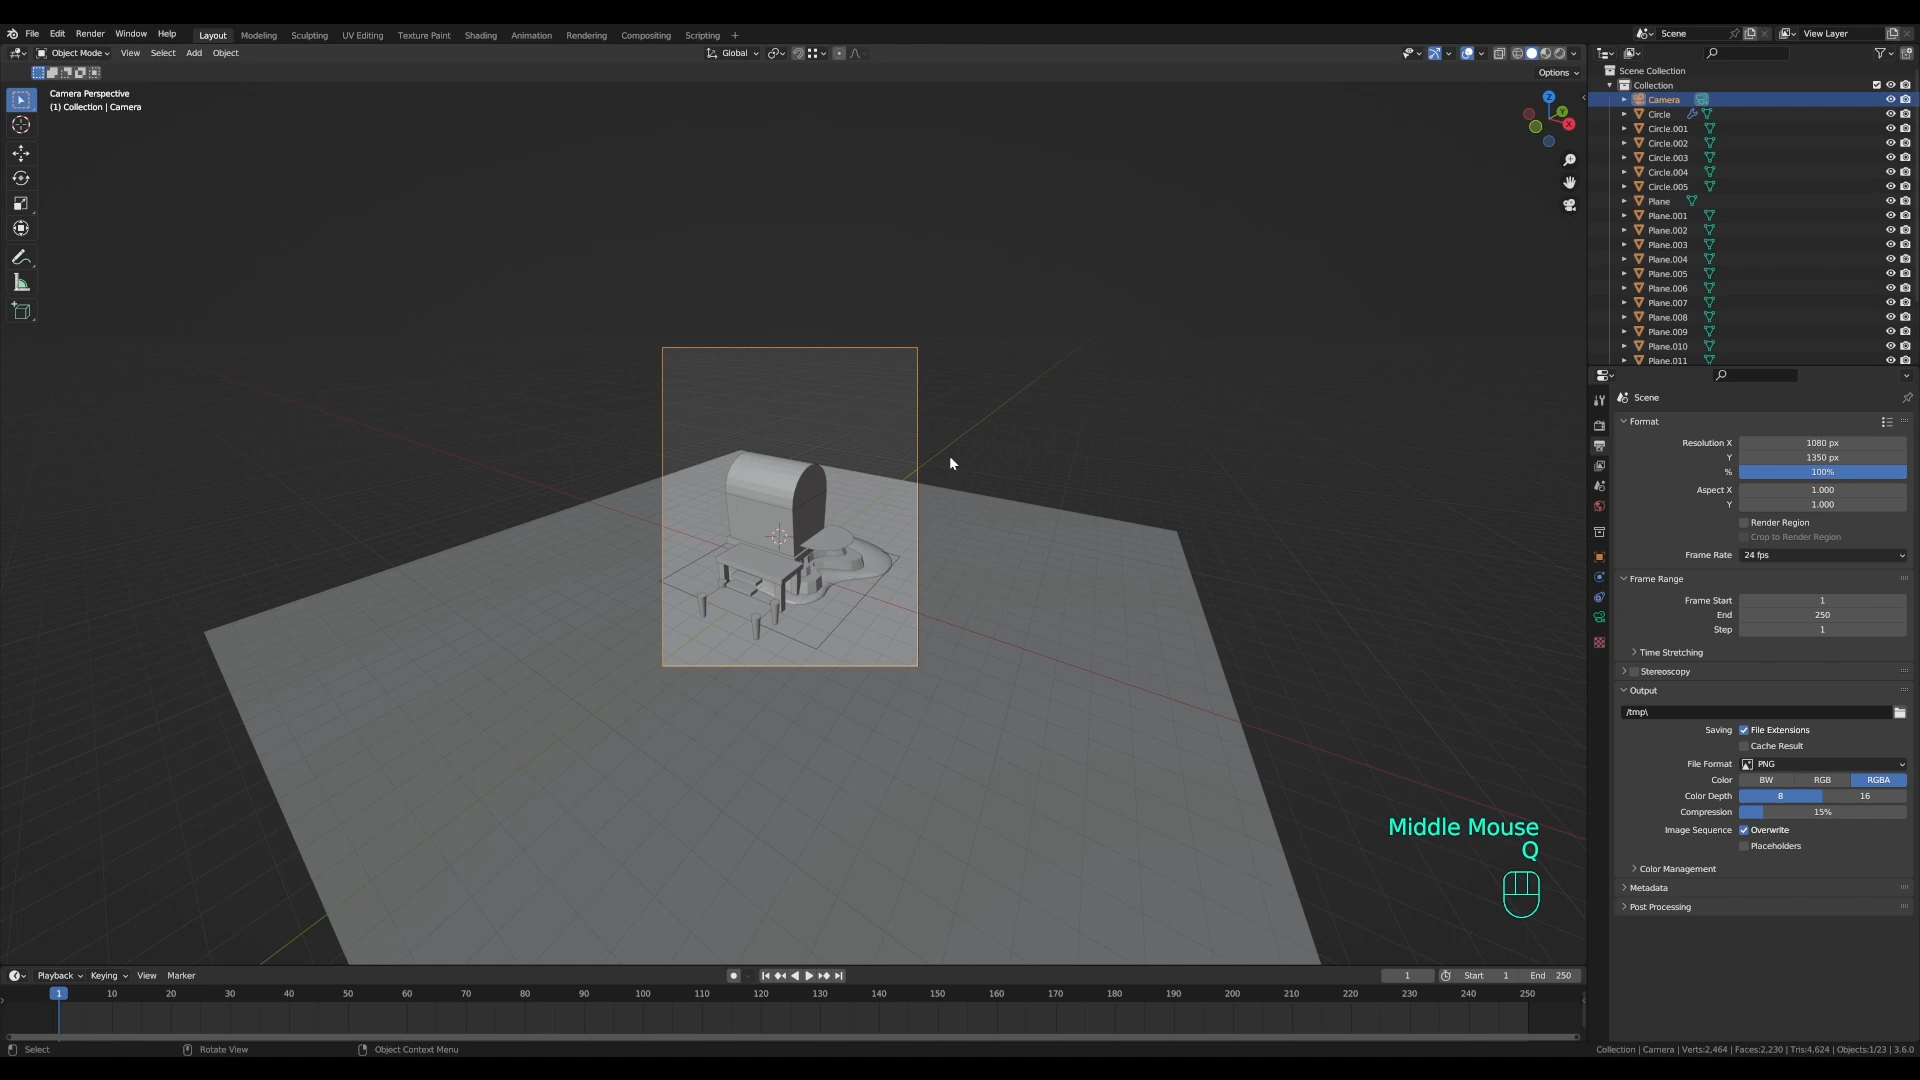 File Edit Render Window Help Layout Modeling Sculpting UV Editing Texture Paint Shading Animation Rendering Compositing Scripting + Scene View Layer
Object Mode View Select Add Object Global
Options
Camera Perspective
(1) Collection | Camera
Z
Y
X
Scene Collection
Collection
Camera
Circle
Circle.001
Circle.002
Circle.003
Circle.004
Circle.005
Plane
Plane.001
Plane.002
Plane.003
Plane.004
Plane.005
Plane.006
Plane.007
Plane.008
Plane.009
Plane.010
Plane.011
Scene
Format
Resolution X 1080 px
Y 1350 px
% 100%
Aspect X 1.000
Y 1.000
Render Region
Crop to Render Region
Frame Rate 24 fps
Frame Range
Frame Start 1
End 250
Step 1
Time Stretching
Stereoscopy
Output
/tmp\
Saving File Extensions
Cache Result
File Format PNG
Color BW RGB RGBA
Color Depth 8 16
Compression 15%
Image Sequence Overwrite
Placeholders
Color Management
Metadata
Post Processing
Middle Mouse
Q
Playback Keying View Marker 1 Start 1 End 250
1 10 20 30 40 50 60 70 80 90 100 110 120 130 140 150 160 170 180 190 200 210 220 230 240 250
Select Rotate View Object Context Menu Collection | Camera | Verts:2,464 | Faces:2,230 | Tris:4,624 | Objects:1/23 | 3.6.0